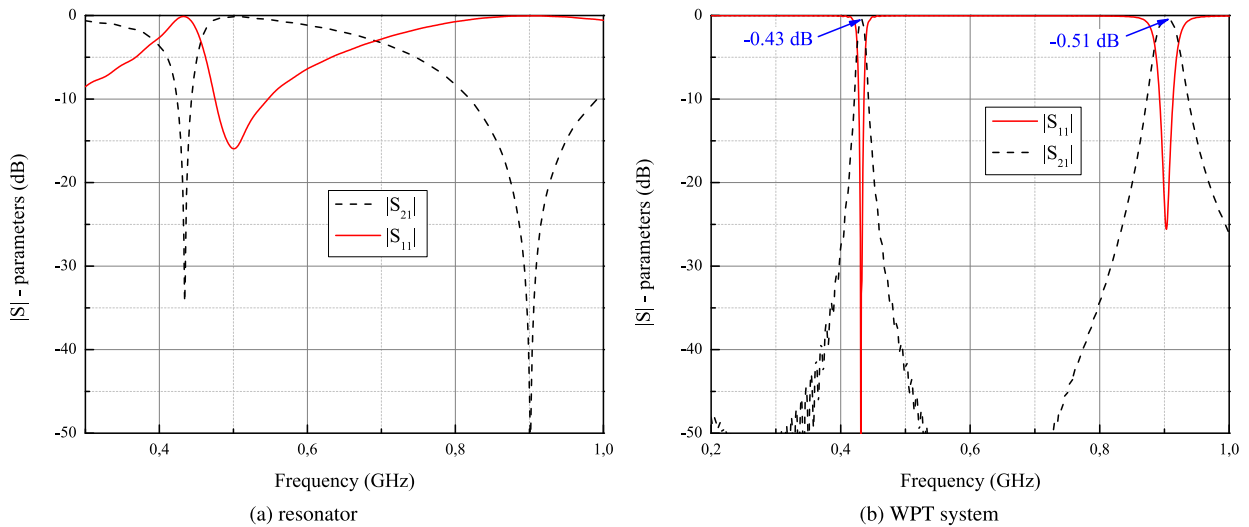 0
-10
-20
-30
-40
-50
|S| - parameters (dB)
|S21|
|S11|
0,4
0,6
0,8
1,0
Frequency (GHz)
(a) resonator
0
-10
-20
-30
-40
-50
|S| - parameters (dB)
-0.43 dB
-0.51 dB
|S11|
|S21|
0,2
0,4
0,6
0,8
1,0
Frequency (GHz)
(b) WPT system